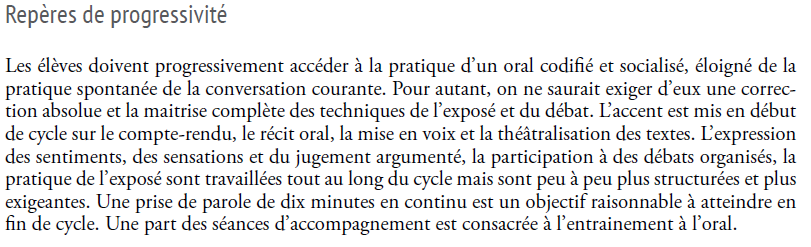 Repères de progressivité
Les élèves doivent progressivement accéder à la pratique d’un oral codifié et socialisé, éloigné de la
pratique spontanée de la conversation courante. Pour autant, on ne saurait exiger d’eux une correc-
tion absolue et la maitrise complète des techniques de l’exposé et du débat. L’accent est mis en début
de cycle sur le compte-rendu, le récit oral, la mise en voix et la théâtralisation des textes. L’expression
des sentiments, des sensations et du jugement argumenté, la participation à des débats organisés, la
pratique de l’exposé sont travaillées tout au long du cycle mais sont peu à peu plus structurées et plus
exigeantes. Une prise de parole de dix minutes en continu est un objectif raisonnable à atteindre en
fin de cycle. Une part des séances d’accompagnement est consacrée à l’entrainement à l’oral.